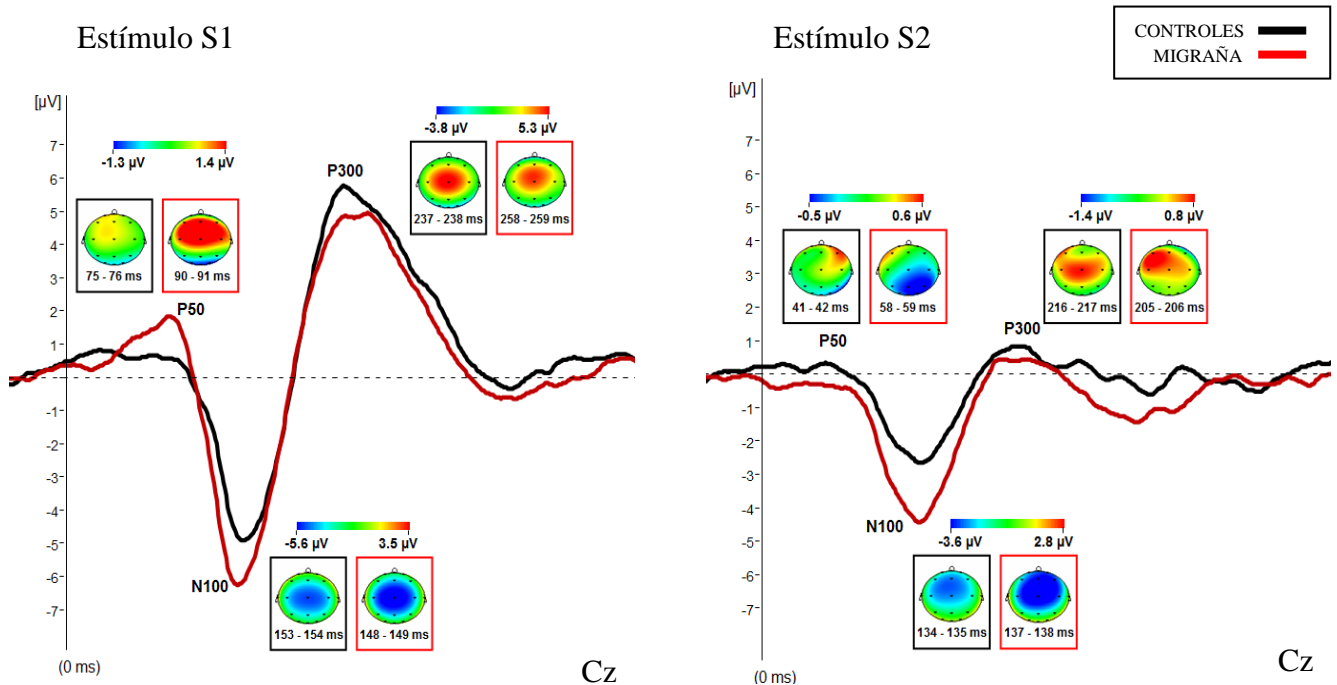 Estímulo S1
[µV]
7
6
5
4
3
2
1
-1
-2
-3
-4
-5
-6
-7
(0 ms)
-1.3 µV 1.4 µV
75 - 76 ms 90 - 91 ms
P50
P300
-3.8 µV 5.3 µV
237 - 238 ms 258 - 259 ms
N100
-5.6 µV 3.5 µV
153 - 154 ms 148 - 149 ms
Cz
Estímulo S2
CONTROLES
MIGRAÑA
[µV]
7
6
5
4
3
2
1
-1
-2
-3
-4
-5
-6
-7
(0 ms)
-0.5 µV 0.6 µV
41 - 42 ms 58 - 59 ms
P50
-1.4 µV 0.8 µV
216 - 217 ms 205 - 206 ms
P300
N100
-3.6 µV 2.8 µV
134 - 135 ms 137 - 138 ms
Cz